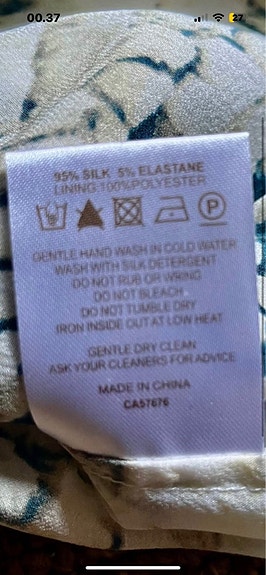 00.37 27
95% SILK 5% ELASTANE
LINING:100%POLYESTER
P
GENTLE HAND WASH IN COLD WATER
WASH WITH SILK DETERGENT
DO NOT RUB OR WRING
DO NOT BLEACH
DO NOT TUMBLE DRY
IRON INSIDE OUT AT LOW HEAT
GENTLE DRY CLEAN
ASK YOUR CLEANERS FOR ADVICE
MADE IN CHINA
CA57676